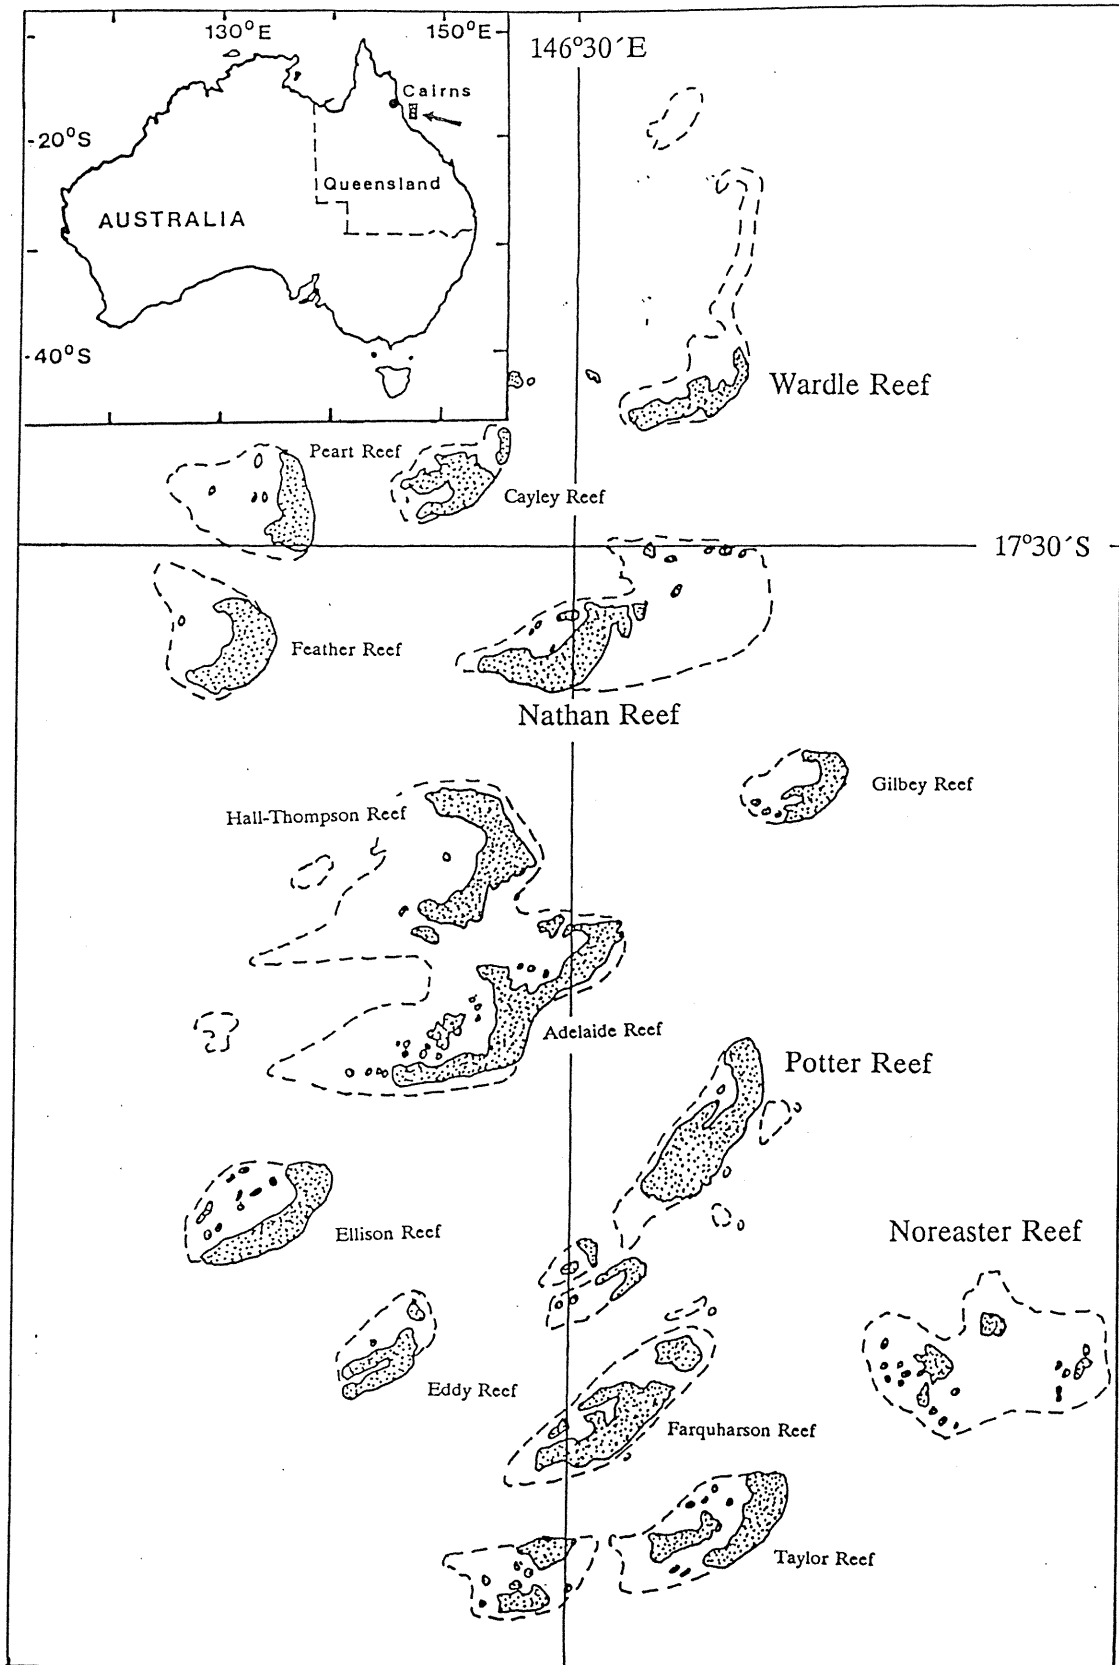 130°E
150°E
146°30´E
Cairns
-20°S
Queensland
AUSTRALIA
-40°S
Wardle Reef
Peart Reef
Cayley Reef
17°30´S
Feather Reef
Nathan Reef
Gilbey Reef
Hall-Thompson Reef
Adelaide Reef
Potter Reef
Ellison Reef
Noreaster Reef
Eddy Reef
Farquharson Reef
Taylor Reef